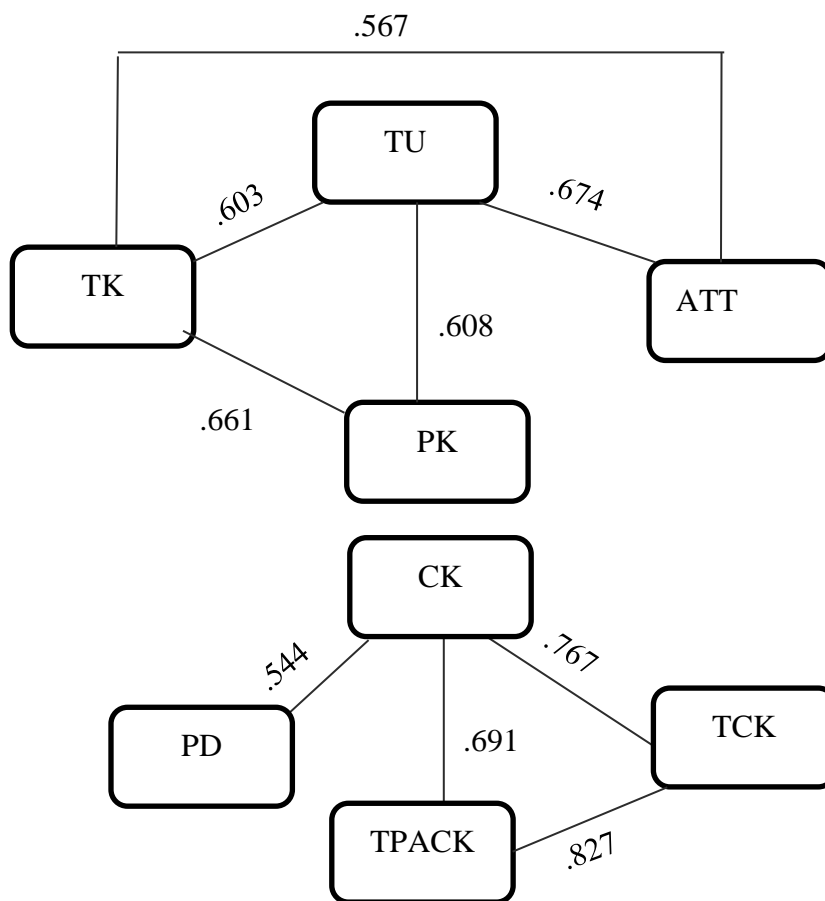 .567
TU
.603
.674
TK
ATT
.608
.661
PK
CK
.544
.767
PD
.691
TCK
TPACK
.827